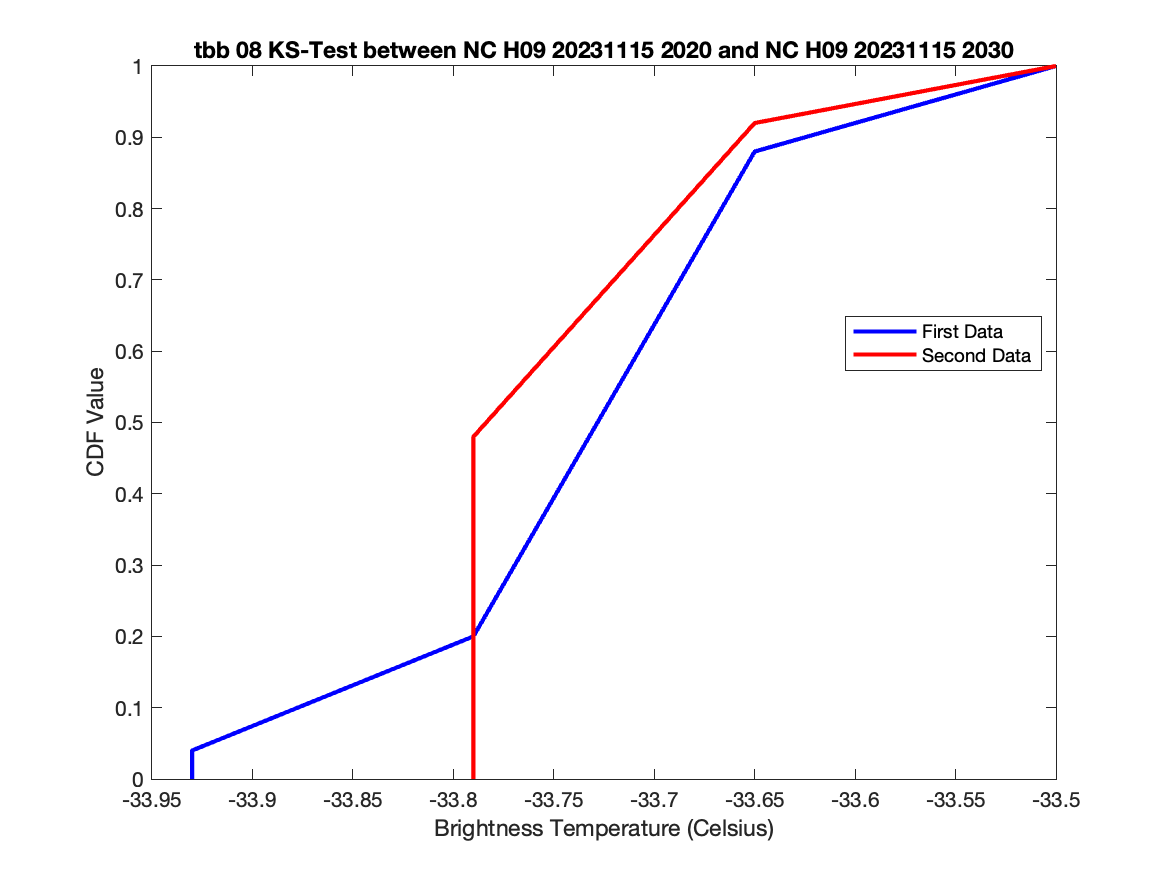 tbb 08 KS-Test between NC H09 20231115 2020 and NC H09 20231115 2030
1
0.9
0.8
0.7
0.6
0.5
0.4
0.3
0.2
0.1
0
CDF Value
First Data
Second Data
-33.95 -33.9 -33.85 -33.8 -33.75 -33.7 -33.65 -33.6 -33.55 -33.5
Brightness Temperature (Celsius)